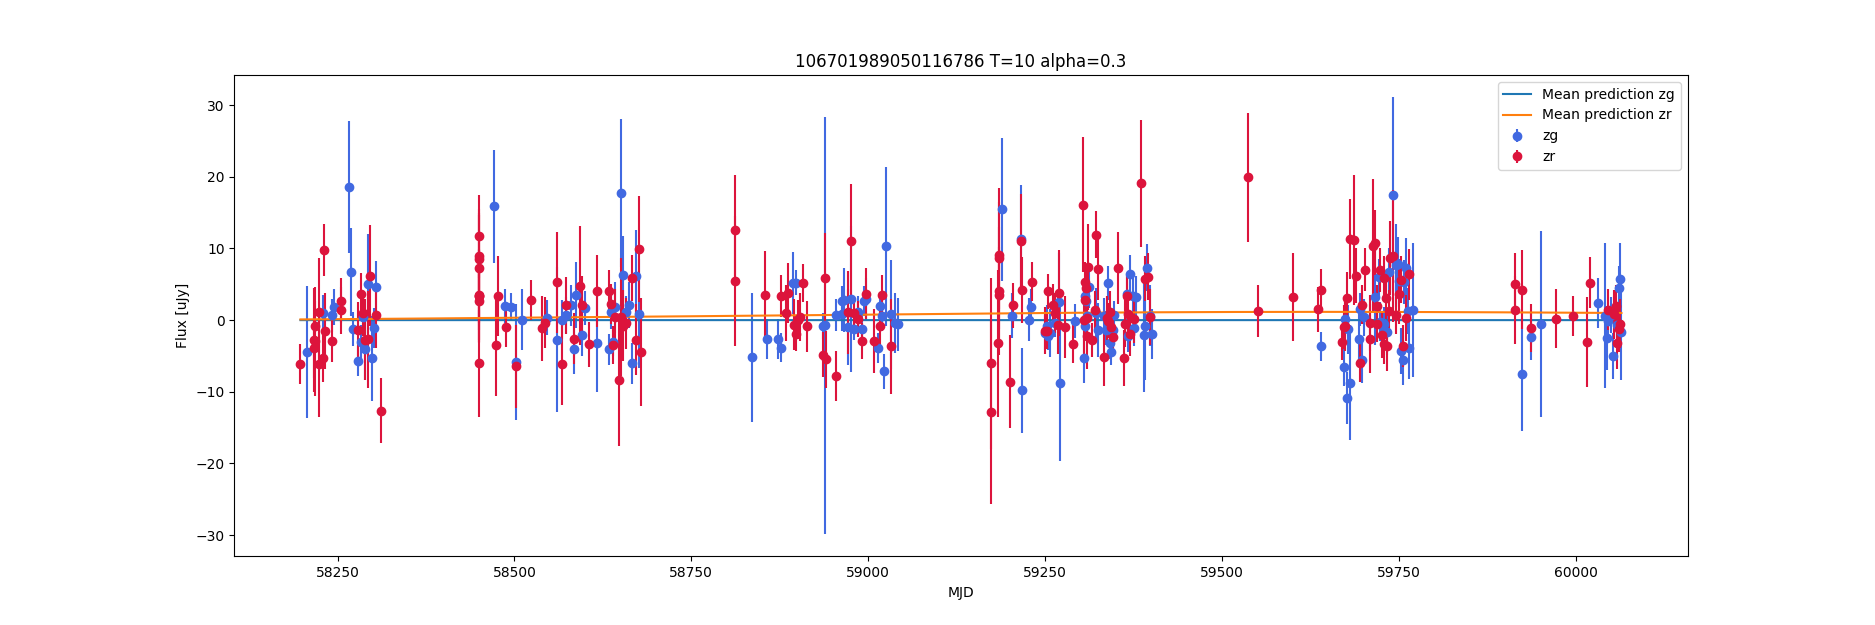 106701989050116786 T=10 alpha=0.3
Mean prediction zg
Mean prediction zr
zg
zr
30
20
10
0
−10
−20
−30
Flux [uJy]
58250
58500
58750
59000
59250
59500
59750
60000
MJD